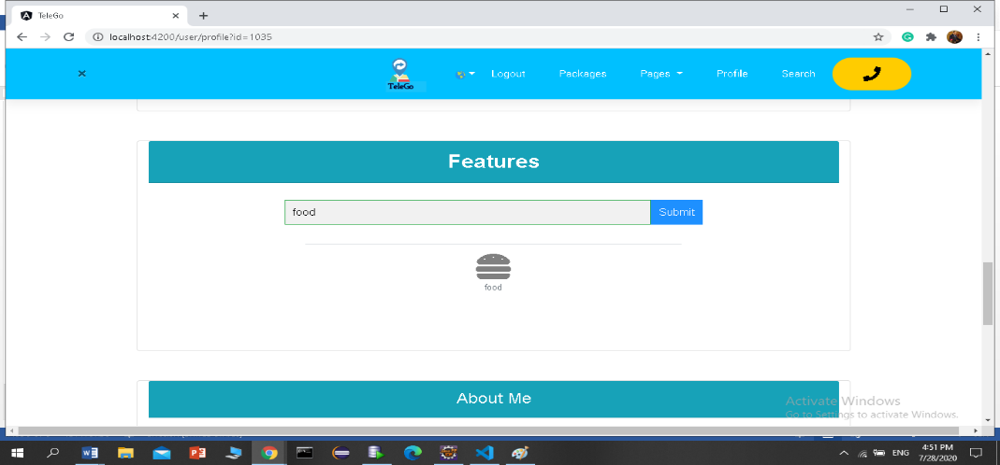 TeleGo
localhost:4200/user/profile?id=1035
TeleGo
Logout
Packages
Pages
Profile
Search
Features
food
Submit
food
About Me
Activate Windows
Go to Settings to activate Windows.
ENG
4:51 PM
7/28/2020